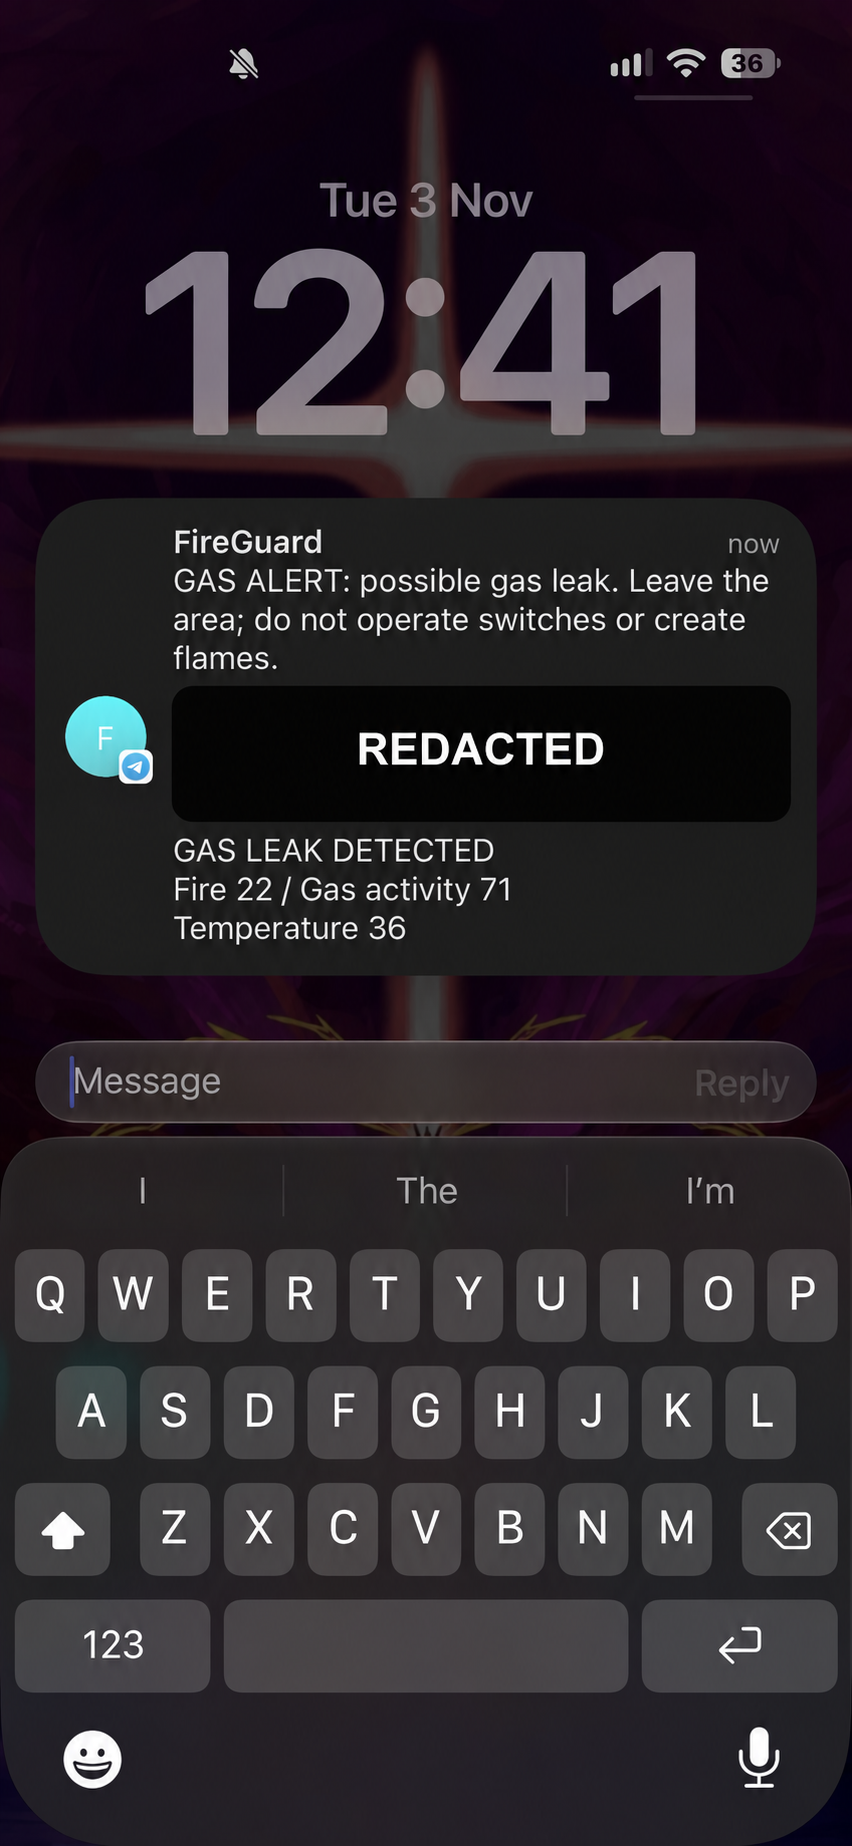 36
Tue 3 Nov
12:41
FireGuard now
GAS ALERT: possible gas leak. Leave the
area; do not operate switches or create
flames.
REDACTED
F
GAS LEAK DETECTED
Fire 22 / Gas activity 71
Temperature 36
Message Reply
I The I’m
Q W E R T Y U I O P
A S D F G H J K L
Z X C V B N M
123